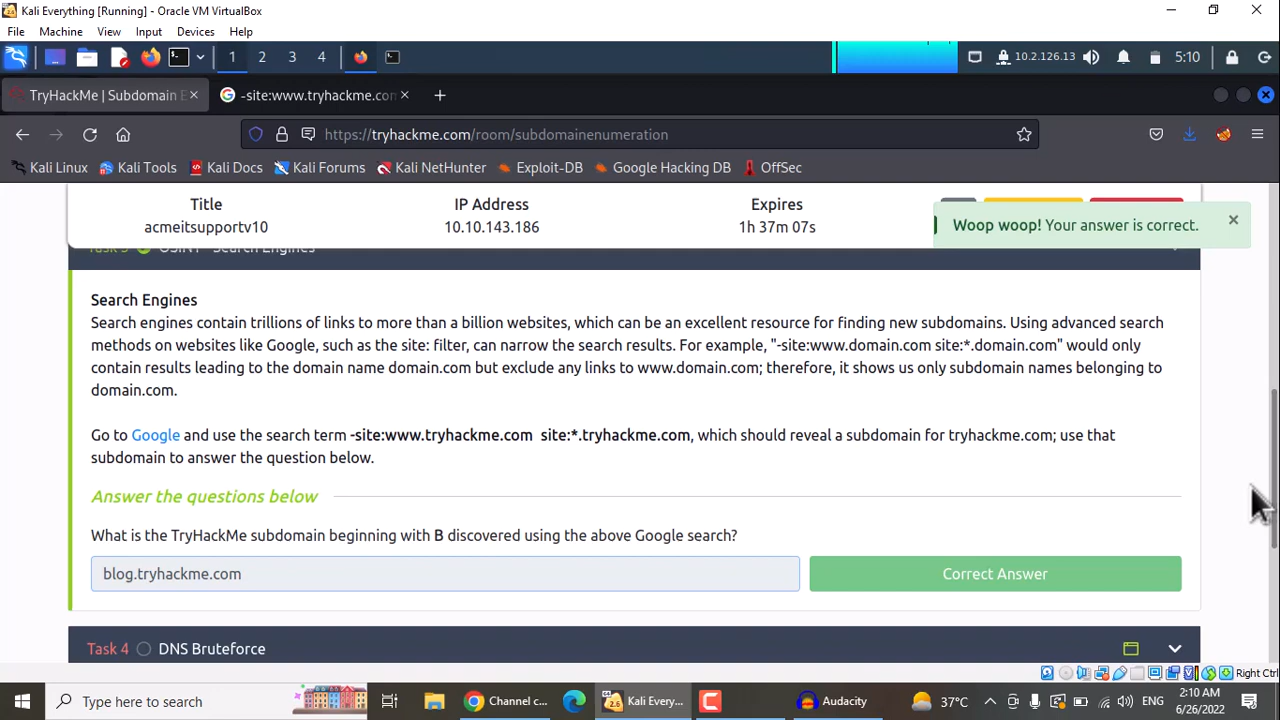 Kali Everything [Running] - Oracle VM VirtualBox
File Machine View Input Devices Help
1 2 3 4 10.2.126.13 5:10
TryHackMe | Subdomain E
-site:www.tryhackme.com
https://tryhackme.com/room/subdomainenumeration
Kali Linux Kali Tools Kali Docs Kali Forums Kali NetHunter Exploit-DB Google Hacking DB OffSec
Title IP Address Expires
acmeitsupportv10 10.10.143.186 1h 37m 07s
Woop woop! Your answer is correct.
Search Engines
Search engines contain trillions of links to more than a billion websites, which can be an excellent resource for finding new subdomains. Using advanced search
methods on websites like Google, such as the site: filter, can narrow the search results. For example, "-site:www.domain.com site:*.domain.com" would only
contain results leading to the domain name domain.com but exclude any links to www.domain.com; therefore, it shows us only subdomain names belonging to
domain.com.
Go to Google and use the search term -site:www.tryhackme.com site:*.tryhackme.com, which should reveal a subdomain for tryhackme.com; use that
subdomain to answer the question below.
Answer the questions below
What is the TryHackMe subdomain beginning with B discovered using the above Google search?
blog.tryhackme.com
Correct Answer
Task 4 DNS Bruteforce
Right Ctrl
Type here to search
Channel c...
Kali Every...
Audacity
37°C
ENG
2:10 AM
6/26/2022